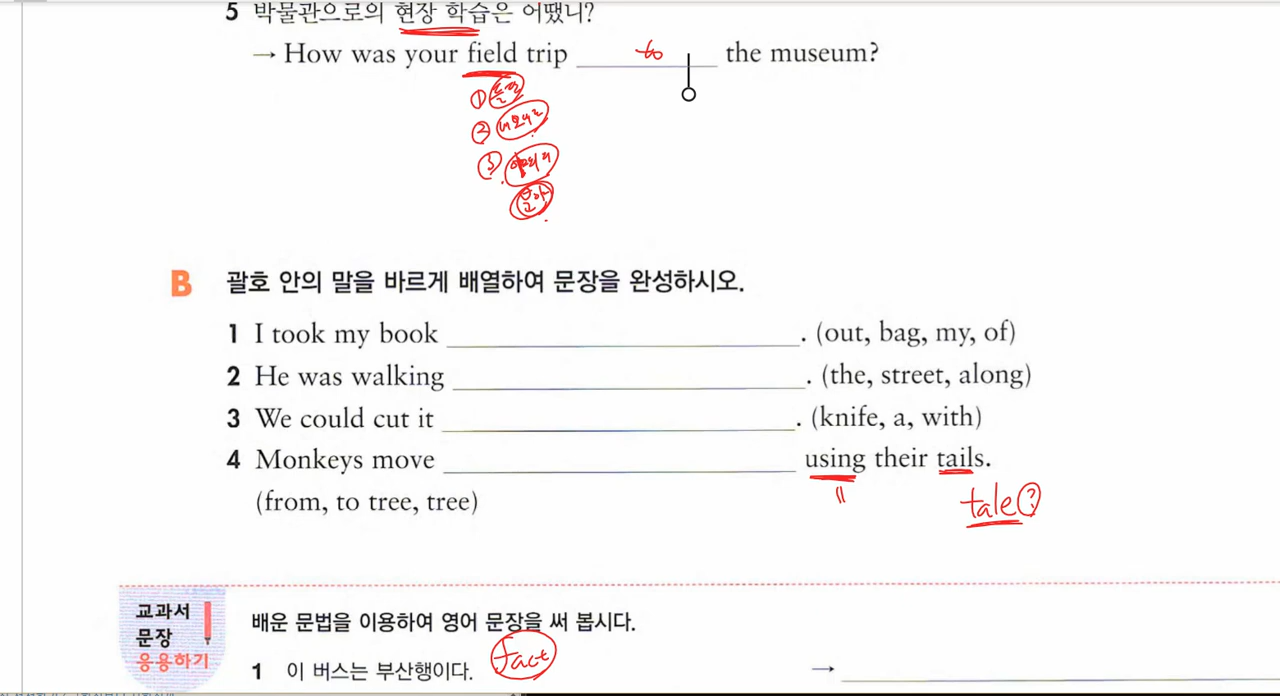 5 박물관으로의 현장 학습은 어땠니?
→ How was your field trip to the museum?
①
②
③
분야
B 괄호 안의 말을 바르게 배열하여 문장을 완성하시오.
1 I took my book . (out, bag, my, of)
2 He was walking . (the, street, along)
3 We could cut it . (knife, a, with)
4 Monkeys move using their tails.
(from, to tree, tree)
tale?
교과서
문장
응용하기
배운 문법을 이용하여 영어 문장을 써 봅시다.
1 이 버스는 부산행이다. fact →